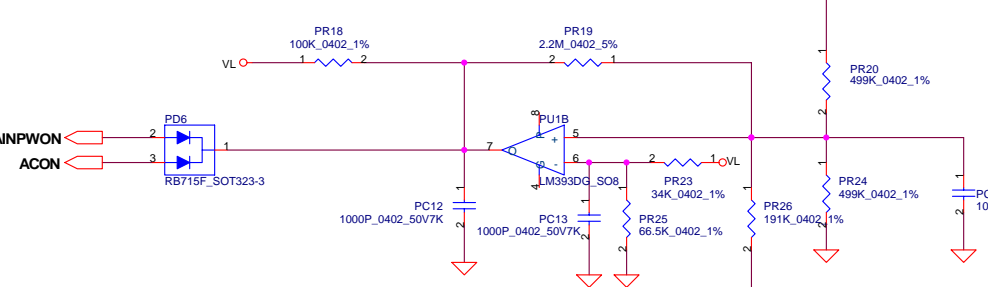 PR18
100K_0402_1%
VL
1
2
PR19
2.2M_0402_5%
2
1
1
PR20
499K_0402_1%
2
AINPWON
ACON
PD6
2
3
1
RB715F_SOT323-3
8
PU1B
P
+
5
7
O
-
6
G
4
LM393DG_SO8
2
1
VL
PR23
34K_0402_1%
1
PC12
1000P_0402_50V7K
2
1
PC13
1000P_0402_50V7K
2
1
PR25
66.5K_0402_1%
2
1
PR26
191K_0402_1%
2
1
PR24
499K_0402_1%
2
1
2